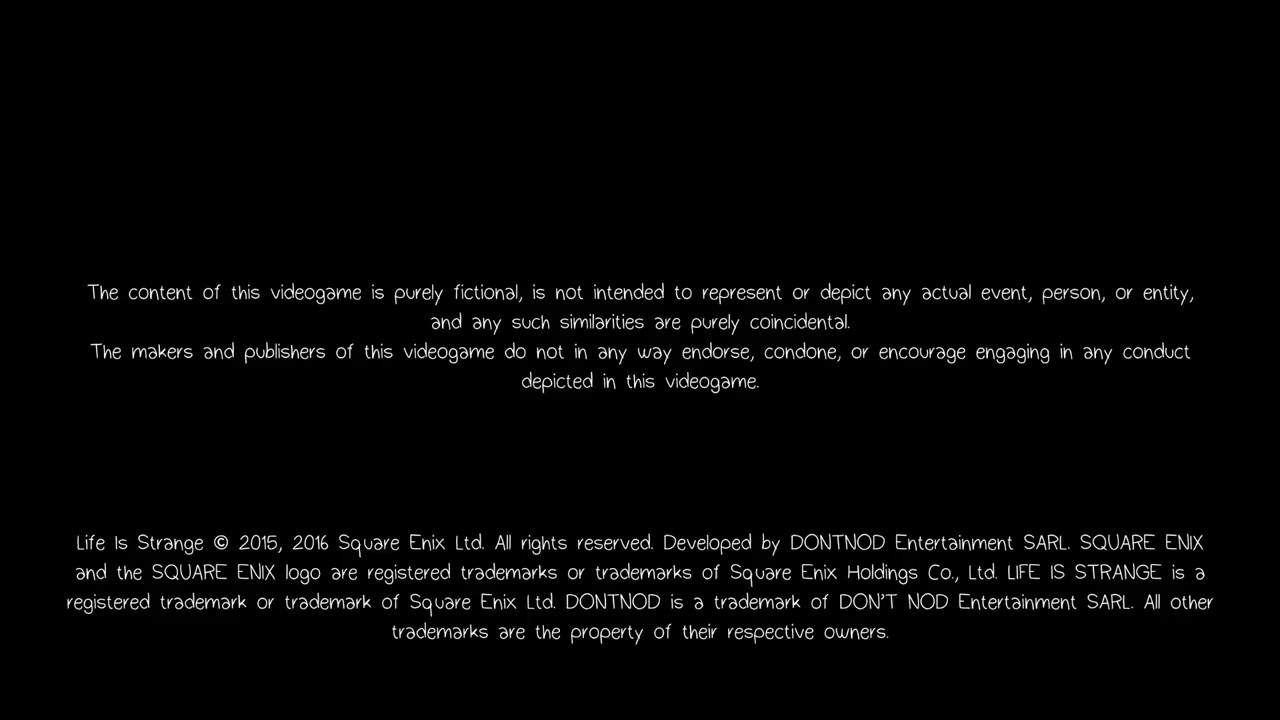 The content of this videogame is purely fictional, is not intended to represent or depict any actual event, person, or entity,
and any such similarities are purely coincidental.
The makers and publishers of this videogame do not in any way endorse, condone, or encourage engaging in any conduct
depicted in this videogame.
Life Is Strange © 2015, 2016 Square Enix Ltd. All rights reserved. Developed by DONTNOD Entertainment SARL. SQUARE ENIX
and the SQUARE ENIX logo are registered trademarks or trademarks of Square Enix Holdings Co., Ltd. LIFE IS STRANGE is a
registered trademark or trademark of Square Enix Ltd. DONTNOD is a trademark of DON'T NOD Entertainment SARL. All other
trademarks are the property of their respective owners.